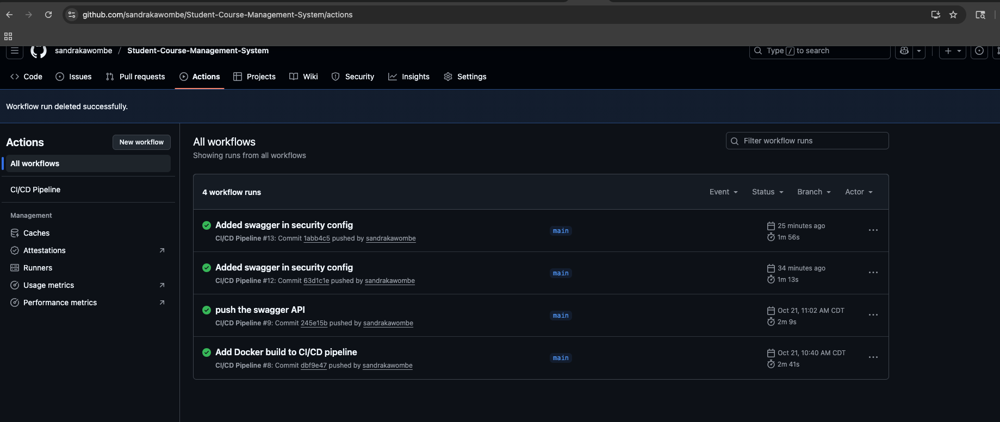 github.com/sandrakawombe/Student-Course-Management-System/actions
sandrakawombe / Student-Course-Management-System
Type / to search
Code
Issues
Pull requests
Actions
Projects
Wiki
Security
Insights
Settings
Workflow run deleted successfully.
Actions
New workflow
All workflows
CI/CD Pipeline
Management
Caches
Attestations
Runners
Usage metrics
Performance metrics
All workflows
Showing runs from all workflows
Filter workflow runs
4 workflow runs
Event
Status
Branch
Actor
Added swagger in security config
CI/CD Pipeline #13: Commit 1abb4c5 pushed by sandrakawombe
main
25 minutes ago
1m 56s
Added swagger in security config
CI/CD Pipeline #12: Commit 63d1c1e pushed by sandrakawombe
main
34 minutes ago
1m 13s
push the swagger API
CI/CD Pipeline #9: Commit 245e15b pushed by sandrakawombe
main
Oct 21, 11:02 AM CDT
2m 9s
Add Docker build to CI/CD pipeline
CI/CD Pipeline #8: Commit dbf9e47 pushed by sandrakawombe
main
Oct 21, 10:40 AM CDT
2m 41s